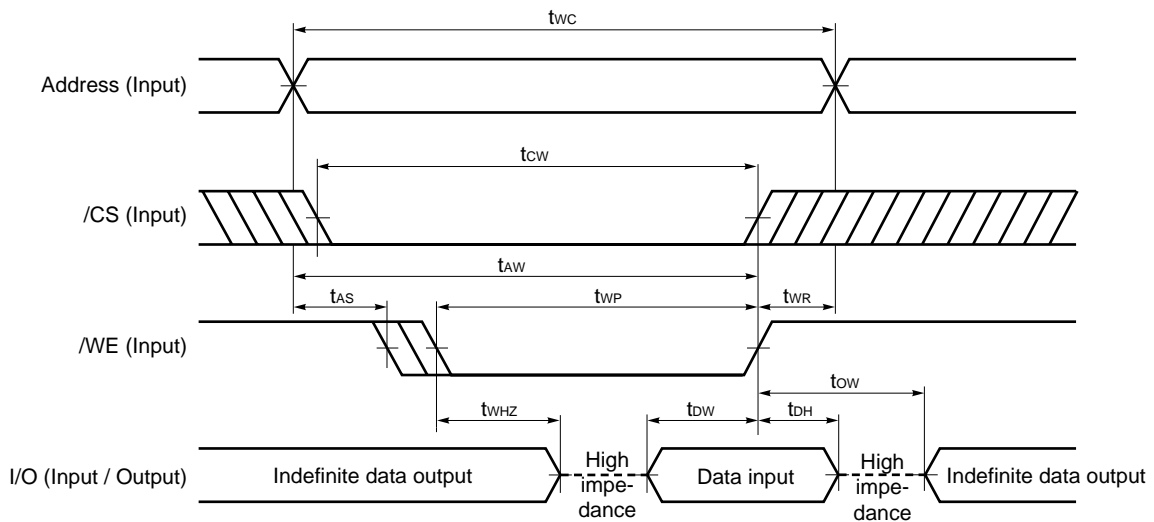 tWC
Address (Input)
tCW
/CS (Input)
tAW
tAS
tWP
tWR
/WE (Input)
tOW
tWHZ
tDW
tDH
I/O (Input / Output)
Indefinite data output
High
impe-
dance
Data input
High
impe-
dance
Indefinite data output